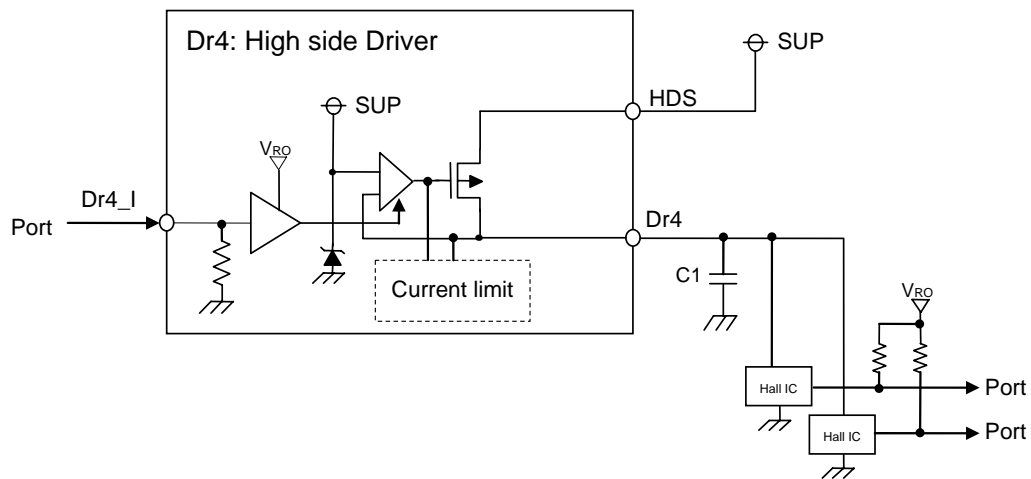 Dr4: High side Driver
SUP
SUP
HDS
VRO
Dr4_I
Port
Dr4
Current limit
C1
VRO
Hall IC
Port
Hall IC
Port